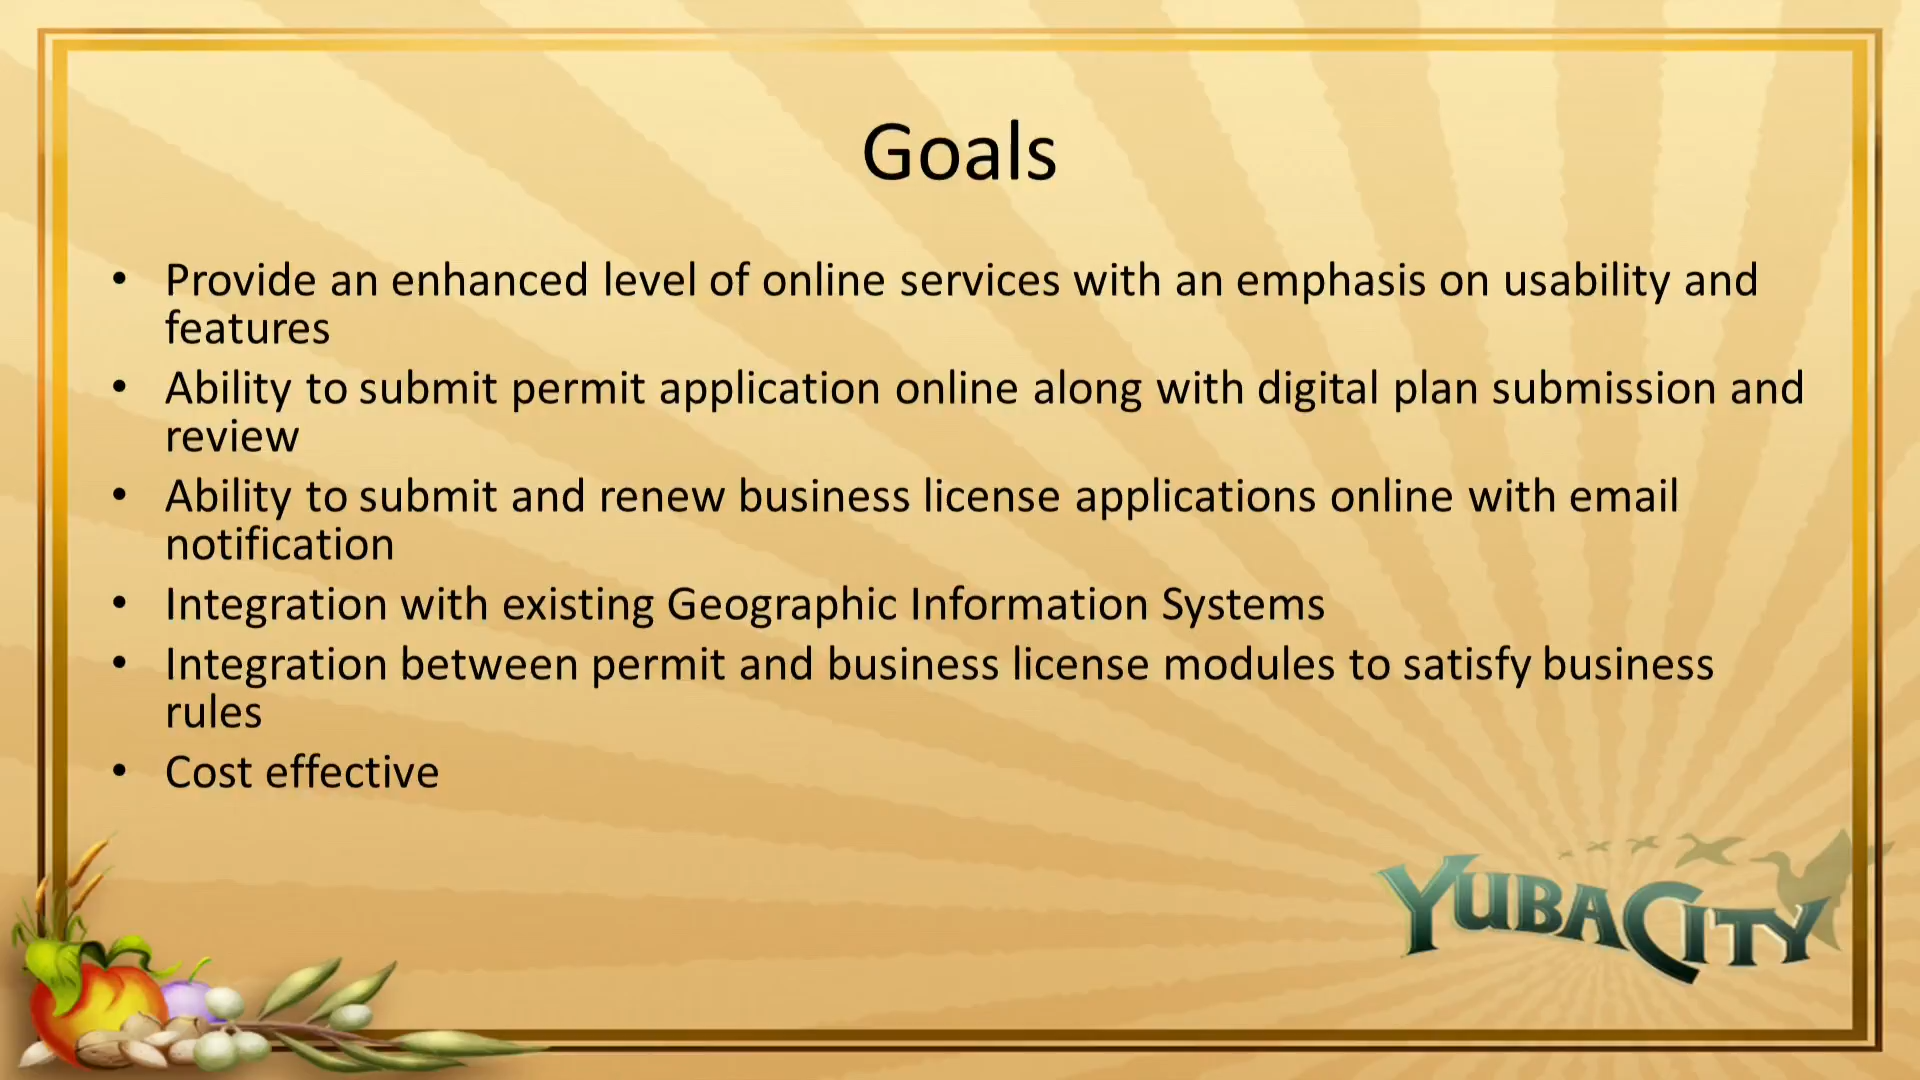 Goals
• Provide an enhanced level of online services with an emphasis on usability and
features
• Ability to submit permit application online along with digital plan submission and
review
• Ability to submit and renew business license applications online with email
notification
• Integration with existing Geographic Information Systems
• Integration between permit and business license modules to satisfy business
rules
• Cost effective
YUBA CITY